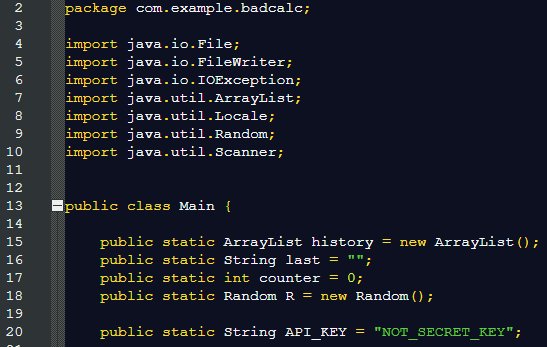 2 package com.example.badcalc;
3
4 import java.io.File;
5 import java.io.FileWriter;
6 import java.io.IOException;
7 import java.util.ArrayList;
8 import java.util.Locale;
9 import java.util.Random;
10 import java.util.Scanner;
11
12
13 public class Main {
14
15 public static ArrayList history = new ArrayList();
16 public static String last = "";
17 public static int counter = 0;
18 public static Random R = new Random();
19
20 public static String API_KEY = "NOT_SECRET_KEY";